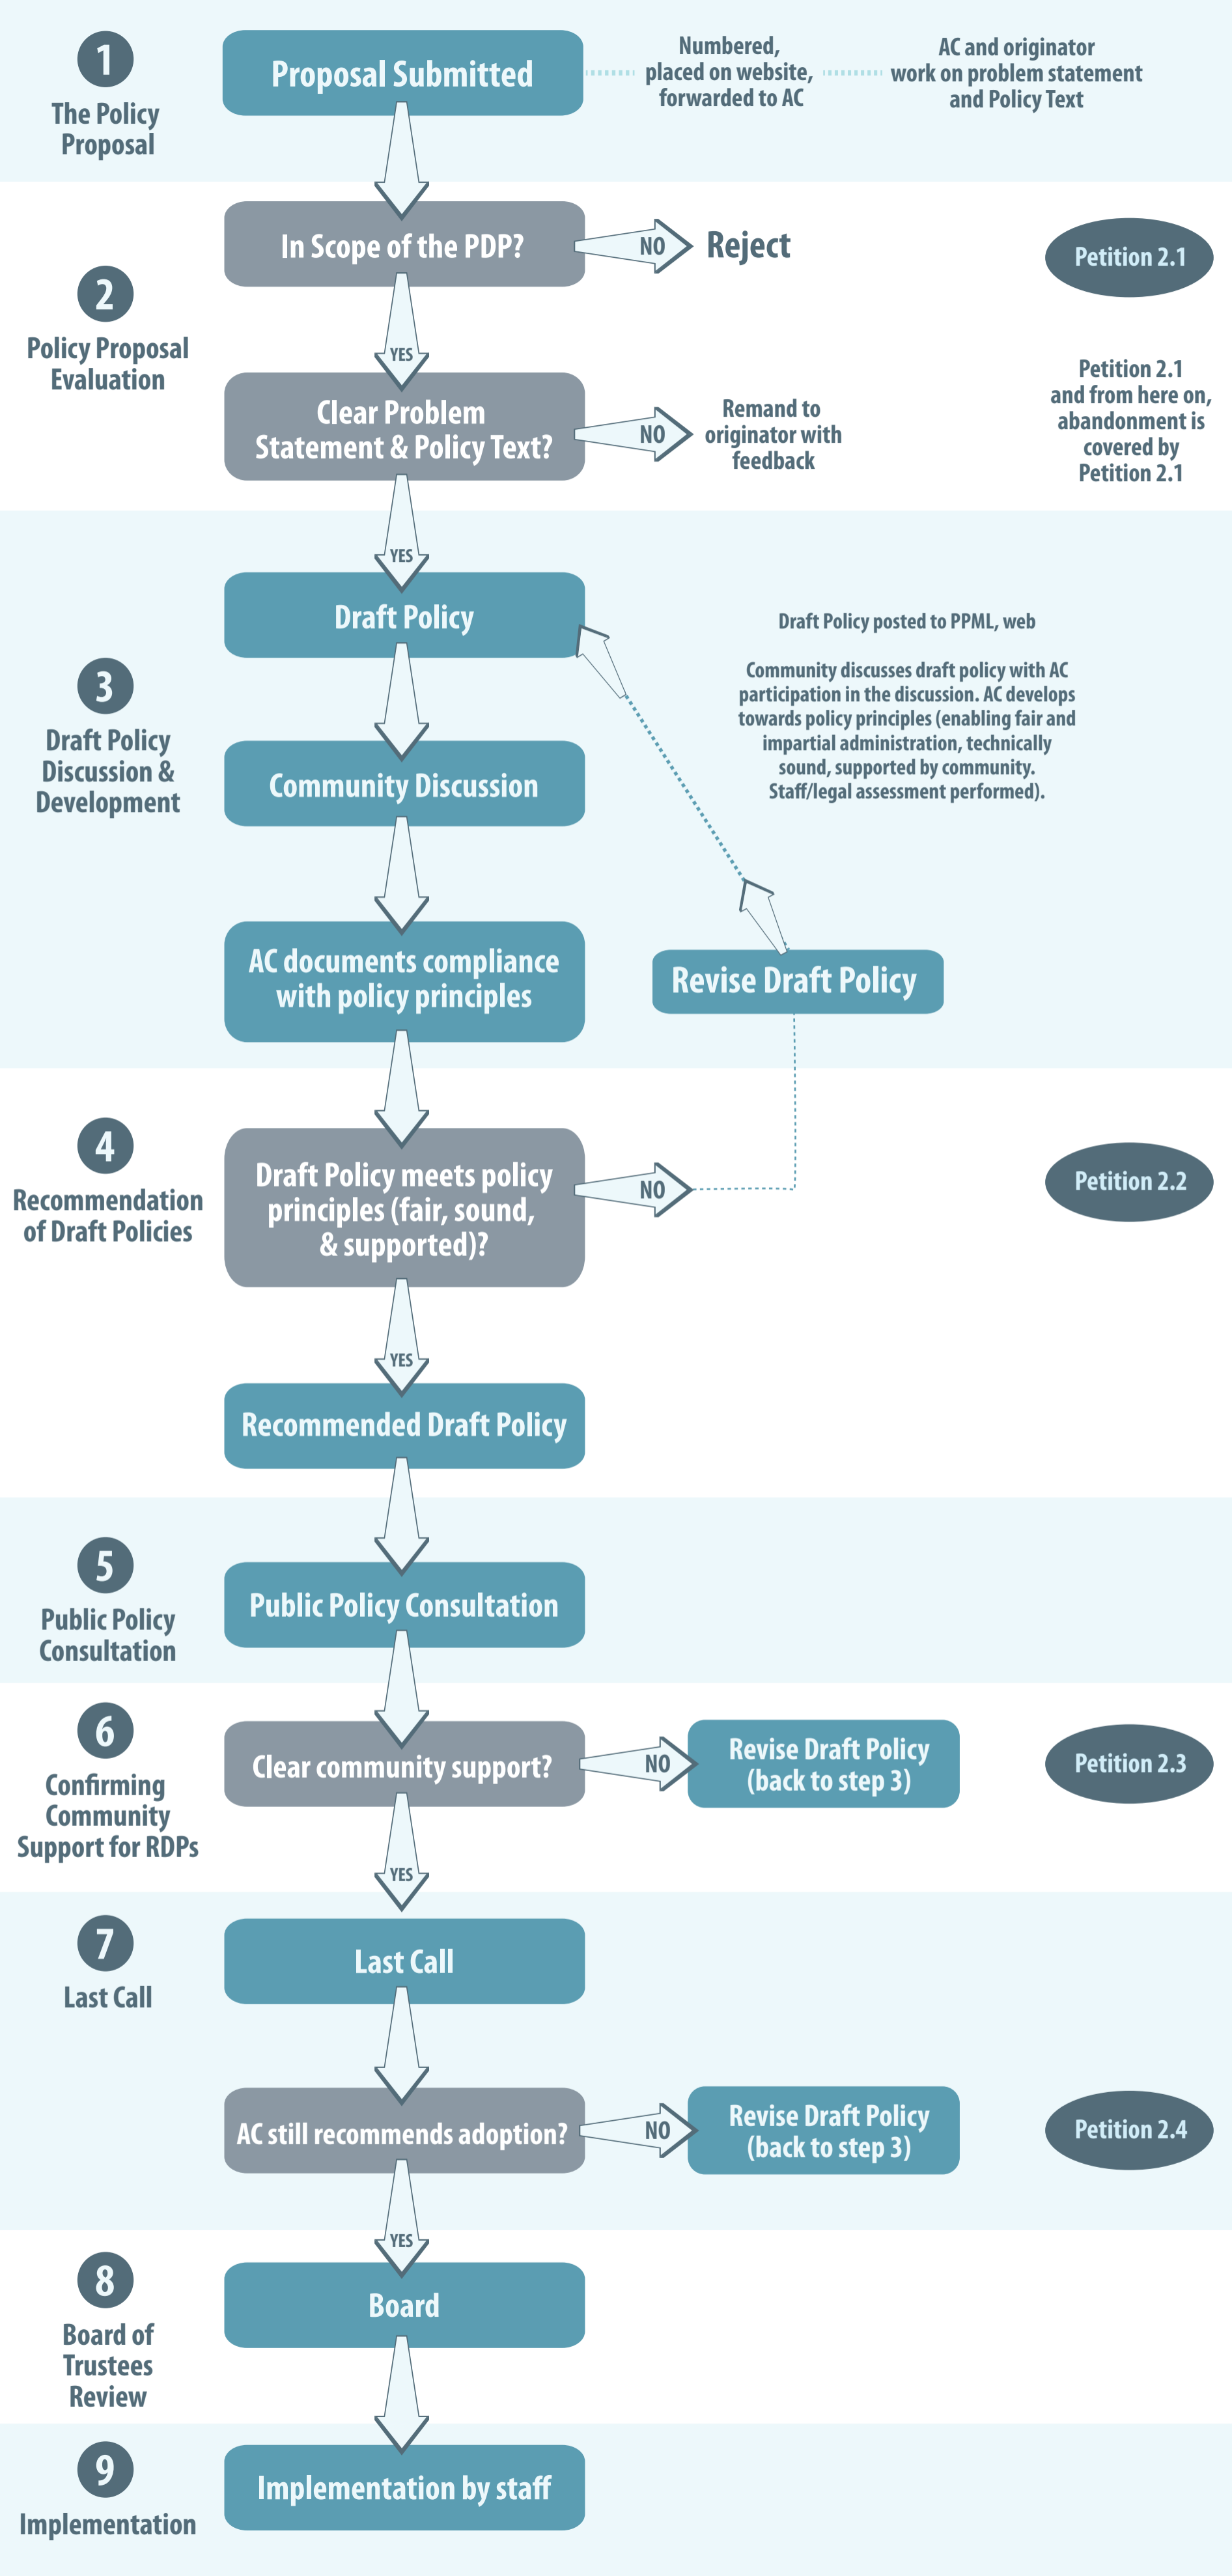 1
The Policy
Proposal
Proposal Submitted
Numbered,
placed on website,
forwarded to AC
AC and originator
work on problem statement
and Policy Text
2
Policy Proposal
Evaluation
In Scope of the PDP?
NO
Reject
Petition 2.1
YES
Clear Problem
Statement & Policy Text?
NO
Remand to
originator with
feedback
Petition 2.1
and from here on,
abandonment is
covered by
Petition 2.1
YES
3
Draft Policy
Discussion &
Development
Draft Policy
Draft Policy posted to PPML, web
Community discusses draft policy with AC
participation in the discussion. AC develops
towards policy principles (enabling fair and
impartial administration, technically
sound, supported by community.
Staff/legal assessment performed).
Community Discussion
AC documents compliance
with policy principles
Revise Draft Policy
4
Recommendation
of Draft Policies
Draft Policy meets policy
principles (fair, sound,
& supported)?
NO
Petition 2.2
YES
Recommended Draft Policy
5
Public Policy
Consultation
Public Policy Consultation
6
Confirming
Community
Support for RDPs
Clear community support?
NO
Revise Draft Policy
(back to step 3)
Petition 2.3
YES
7
Last Call
Last Call
AC still recommends adoption?
NO
Revise Draft Policy
(back to step 3)
Petition 2.4
YES
8
Board of
Trustees
Review
Board
9
Implementation
Implementation by staff